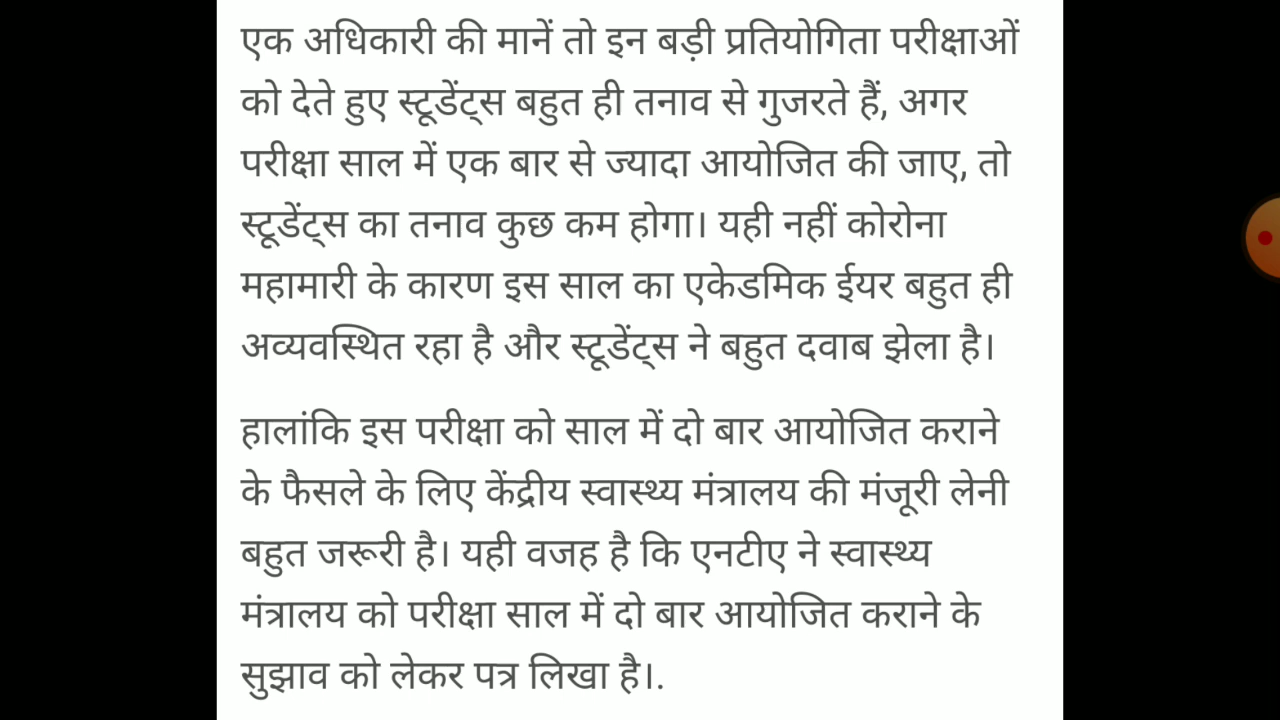 एक अधिकारी की मानें तो इन बड़ी प्रतियोगिता परीक्षाओं
को देते हुए स्टूडेंट्स बहुत ही तनाव से गुजरते हैं, अगर
परीक्षा साल में एक बार से ज्यादा आयोजित की जाए, तो
स्टूडेंट्स का तनाव कुछ कम होगा। यही नहीं कोरोना
महामारी के कारण इस साल का एकेडमिक ईयर बहुत ही
अव्यवस्थित रहा है और स्टूडेंट्स ने बहुत दवाब झेला है।
हालांकि इस परीक्षा को साल में दो बार आयोजित कराने
के फैसले के लिए केंद्रीय स्वास्थ्य मंत्रालय की मंजूरी लेनी
बहुत जरूरी है। यही वजह है कि एनटीए ने स्वास्थ्य
मंत्रालय को परीक्षा साल में दो बार आयोजित कराने के
सुझाव को लेकर पत्र लिखा है।.